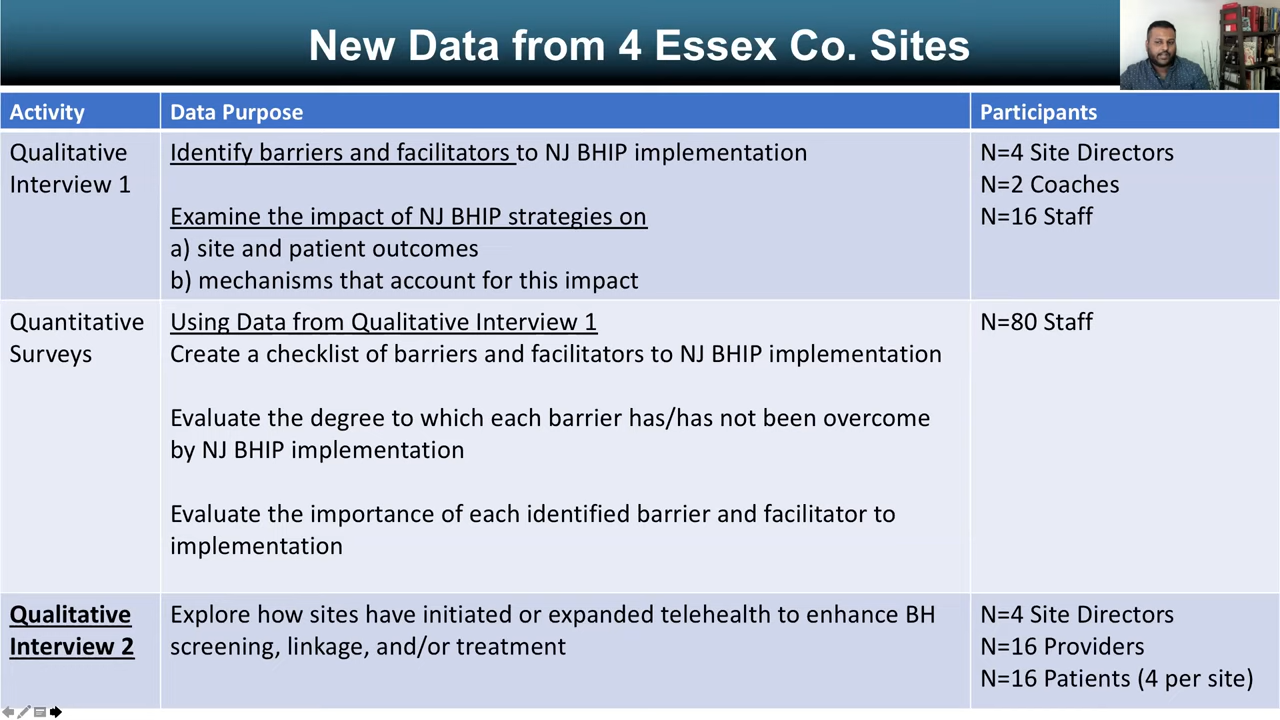 New Data from 4 Essex Co. Sites
Activity
Data Purpose
Participants
Qualitative
Interview 1
Identify barriers and facilitators to NJ BHIP implementation
Examine the impact of NJ BHIP strategies on
a) site and patient outcomes
b) mechanisms that account for this impact
N=4 Site Directors
N=2 Coaches
N=16 Staff
Quantitative
Surveys
Using Data from Qualitative Interview 1
Create a checklist of barriers and facilitators to NJ BHIP implementation
Evaluate the degree to which each barrier has/has not been overcome
by NJ BHIP implementation
Evaluate the importance of each identified barrier and facilitator to
implementation
N=80 Staff
Qualitative
Interview 2
Explore how sites have initiated or expanded telehealth to enhance BH
screening, linkage, and/or treatment
N=4 Site Directors
N=16 Providers
N=16 Patients (4 per site)